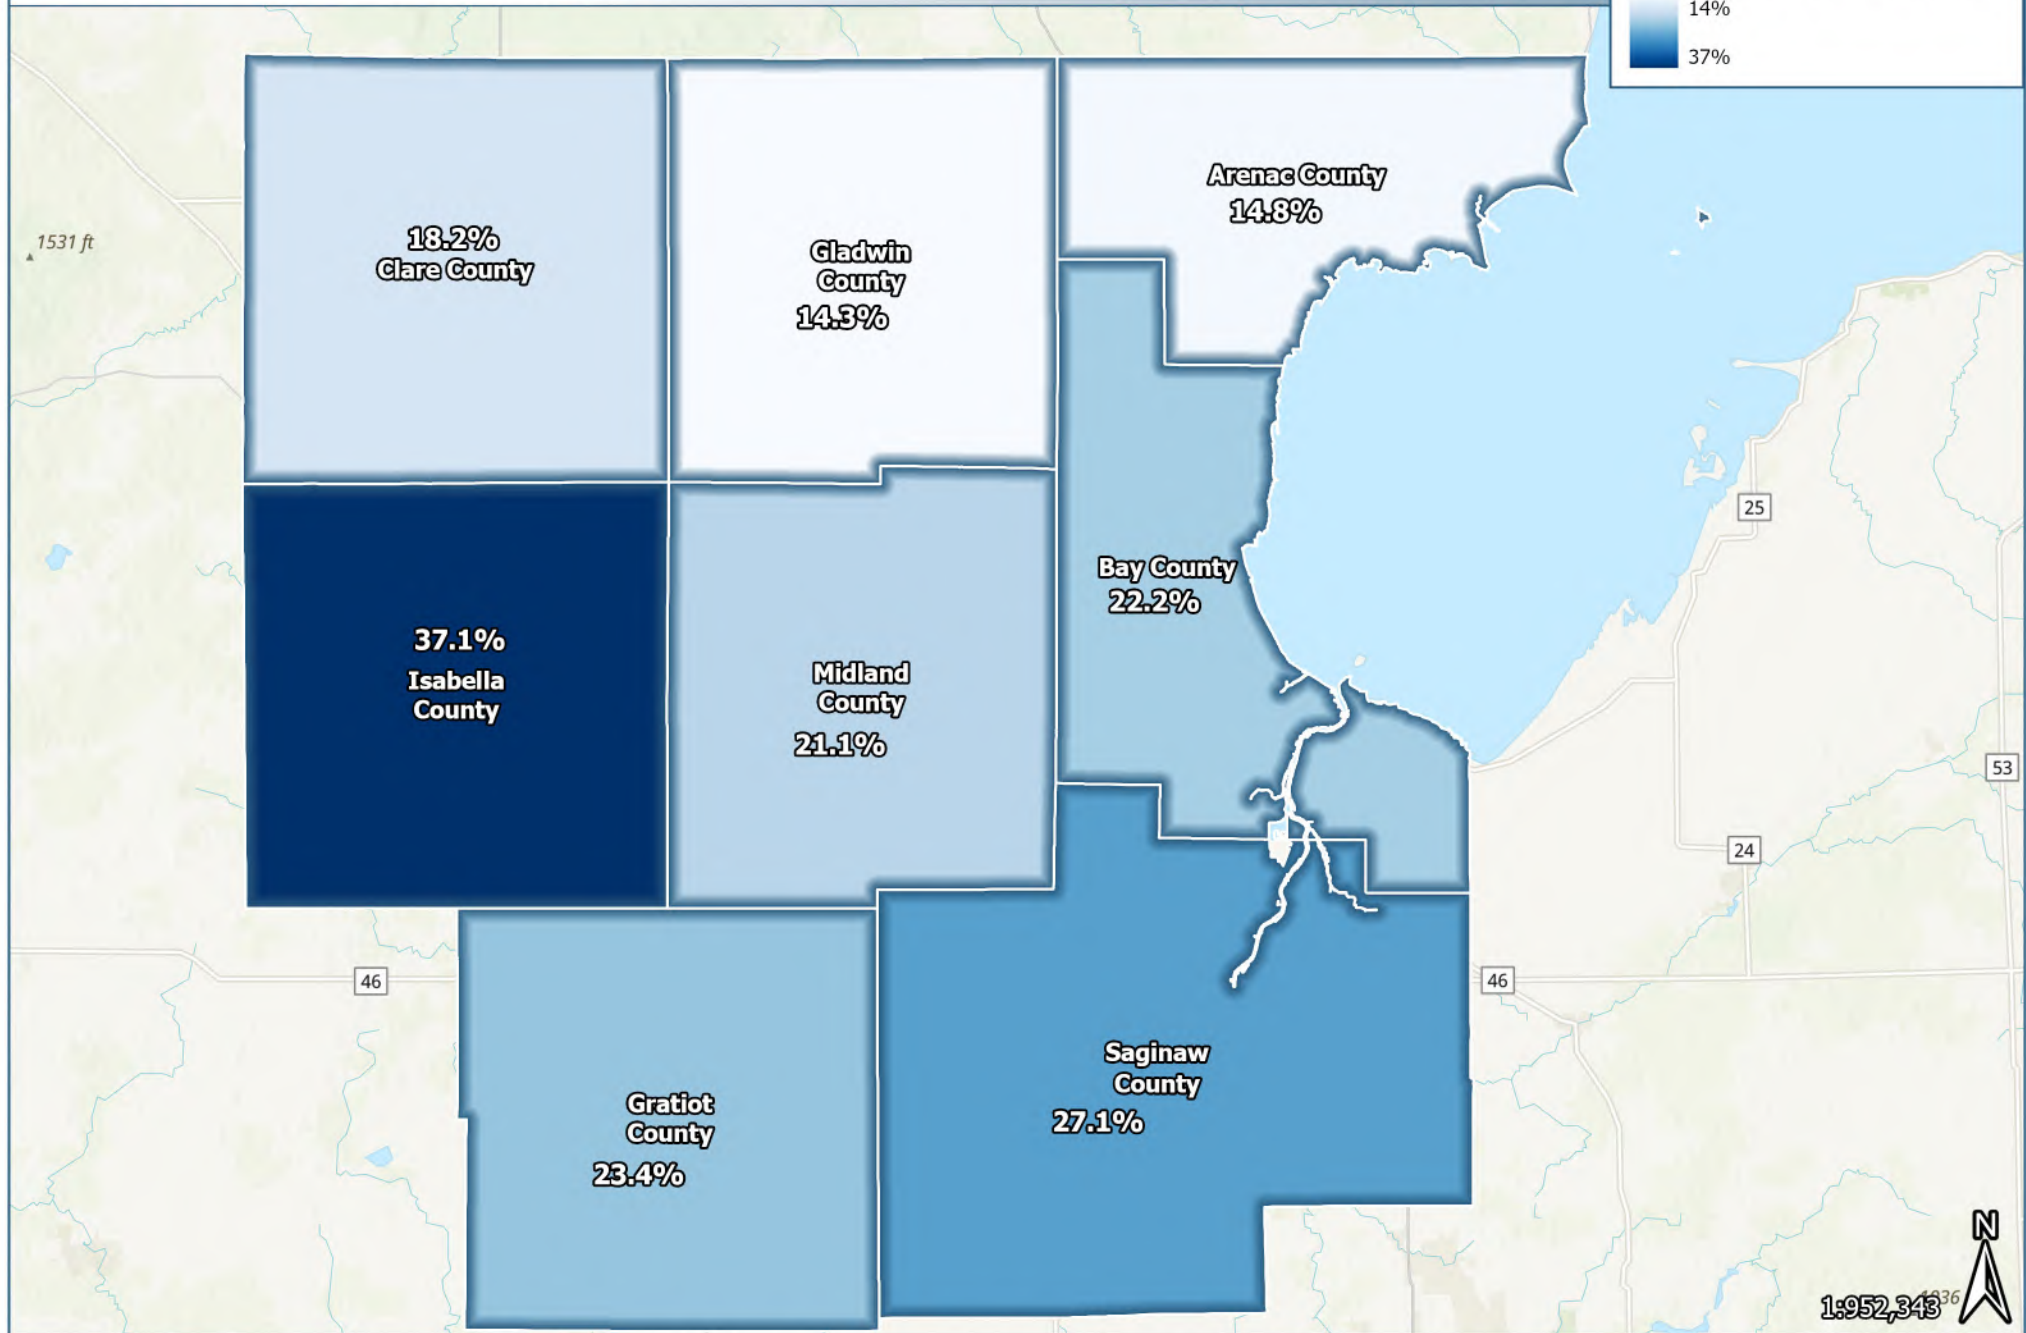 14%
37%
1531 ft
18.2%
Clare County
Gladwin
County
14.3%
Arenac County
14.8%
25
Bay County
22.2%
37.1%
Isabella
County
Midland
County
21.1%
53
24
46
46
Saginaw
County
27.1%
Gratiot
County
23.4%
N
1:952,343